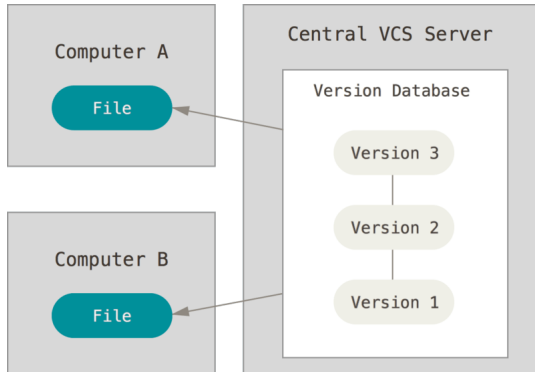 Computer A
File
Computer B
File
Central VCS Server
Version Database
Version 3
Version 2
Version 1